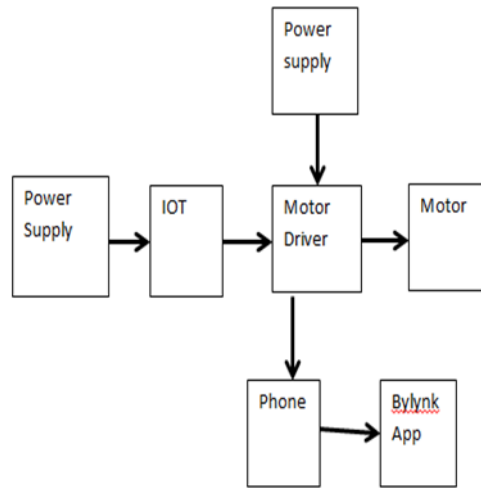 Power
supply
Power
Supply
IOT
Motor
Driver
Motor
Phone
Bylynk
App